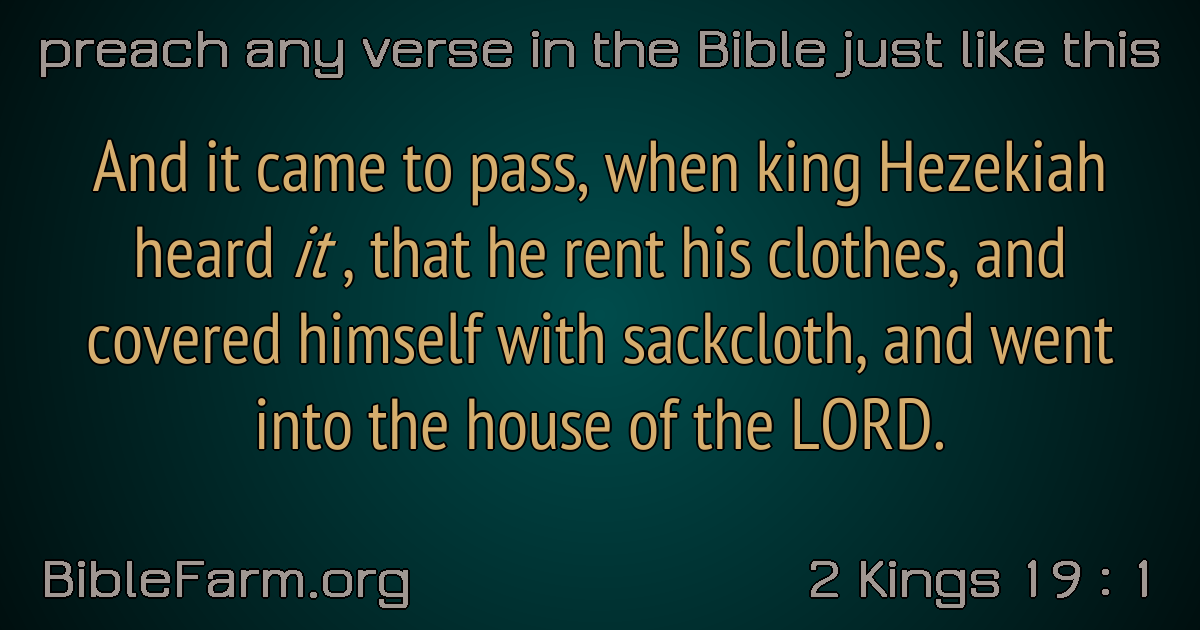 preach any verse in the Bible just like this
And it came to pass, when king Hezekiah
heard it , that he rent his clothes, and
covered himself with sackcloth, and went
into the house of the LORD.
BibleFarm.org
2 Kings 19 : 1